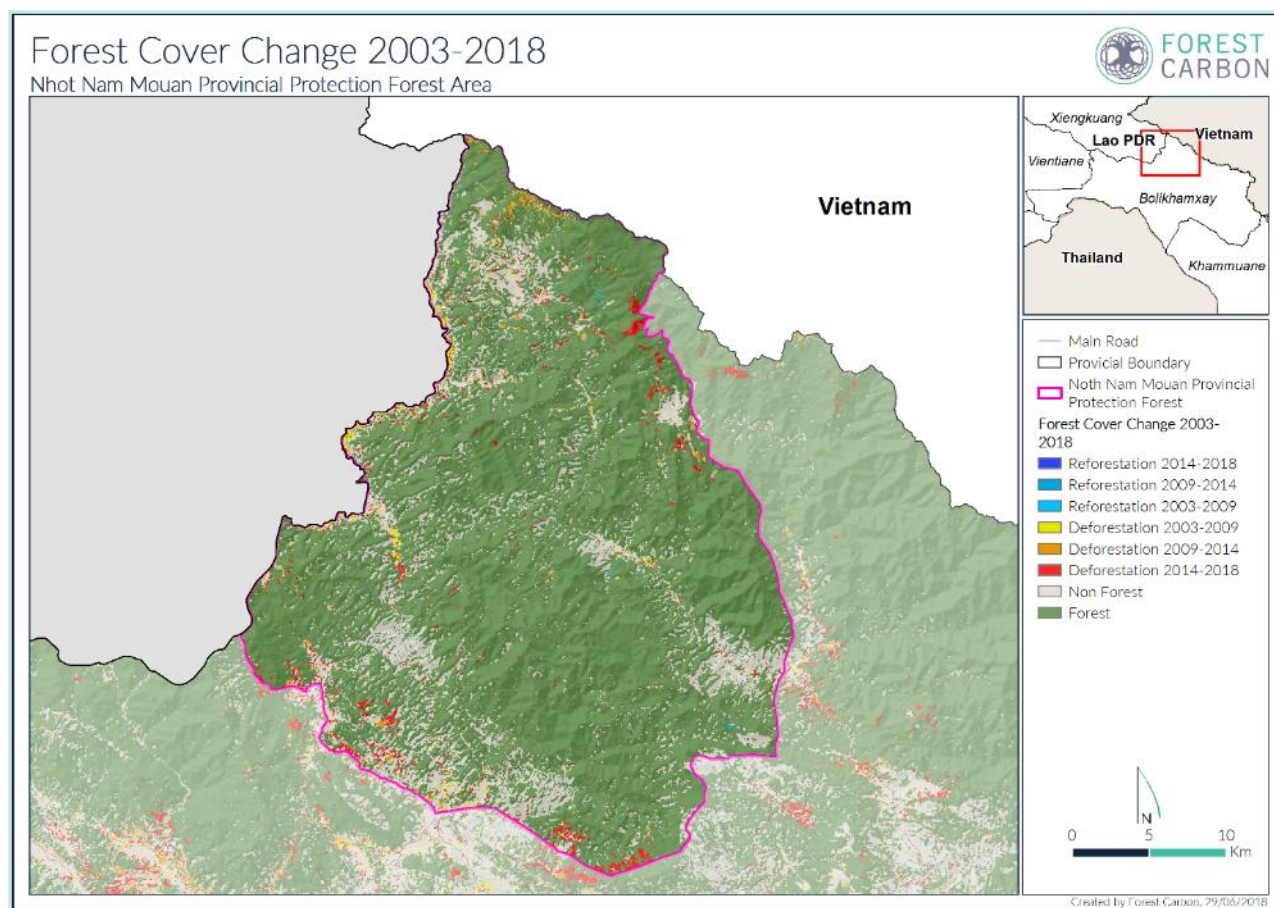 Forest Cover Change 2003-2018
Nhot Nam Mouan Provincial Protection Forest Area
FOREST
CARBON
Vietnam
Xiengkuang
Lao PDR
Vietnam
Vientiane
Bolikhamxay
Thailand
Khammuane
Main Road
Provicial Boundary
Noth Nam Mouan Provincial
Protection Forest
Forest Cover Change 2003-
2018
Reforestation 2014-2018
Reforestation 2009-2014
Reforestation 2003-2009
Deforestation 2003-2009
Deforestation 2009-2014
Deforestation 2014-2018
Non Forest
Forest
N
0 5 10
Km
Created by Forest Carbon, 29/06/2018